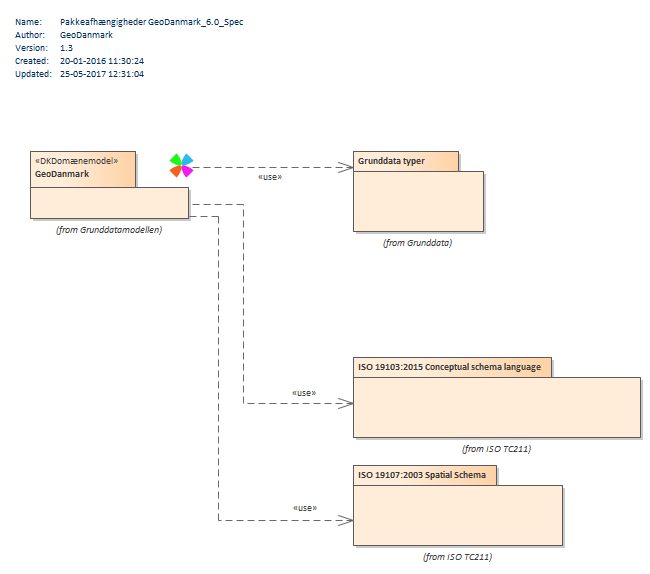 Name: Pakkeafhængigheder GeoDanmark_6.0_Spec
Author: GeoDanmark
Version: 1.3
Created: 20-01-2016 11:30:24
Updated: 25-05-2017 12:31:04
«DKDomænemodel»
GeoDanmark
(from Grunddatamodellen)
«use»
Grunddata typer
(from Grunddata)
«use»
ISO 19103:2015 Conceptual schema language
(from ISO TC211)
«use»
ISO 19107:2003 Spatial Schema
(from ISO TC211)